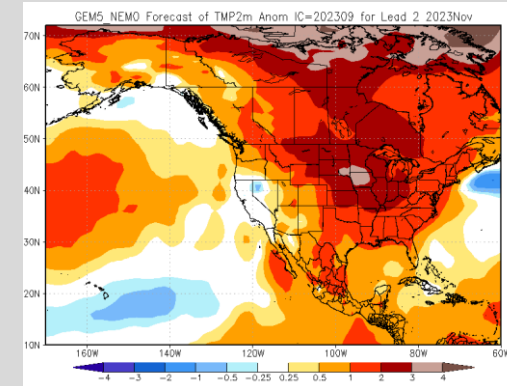 GEM5_NEMO Forecast of TMP2m Anom IC=202309 for Lead 2 2023Nov
70N
60N
50N
40N
30N
20N
10N
160W 140W 120W 100W 80W 60W
-4 -3 -2 -1 -0.5 -0.25 0.25 0.5 1 2 3 4